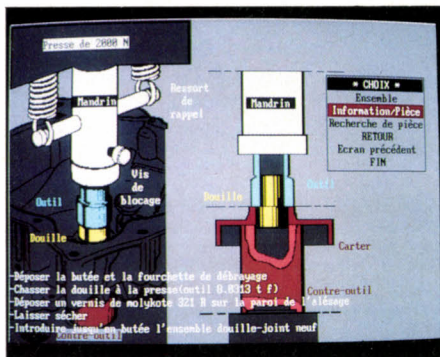 Presse de 2000 N
Mandrin
Ressort
de
rappel
Vis
de
blocage
Outil
Douille
Mandrin
Outil
Douille
Carter
Contre-outil
* CHOIX *
Ensemble
Information/Pièce
Recherche de pièce
RETOUR
Ecran précédent
FIN
-Déposer la butée et la fourchette de débrayage
-Chasser la douille à la presse(outil 0.0313 t f)
-Déposer un vernis de molykote 321 R sur la paroi de l'alésage
-Laisser sécher
-Introduire jusqu'en butée l'ensemble douille-joint neuf
Contre-outil